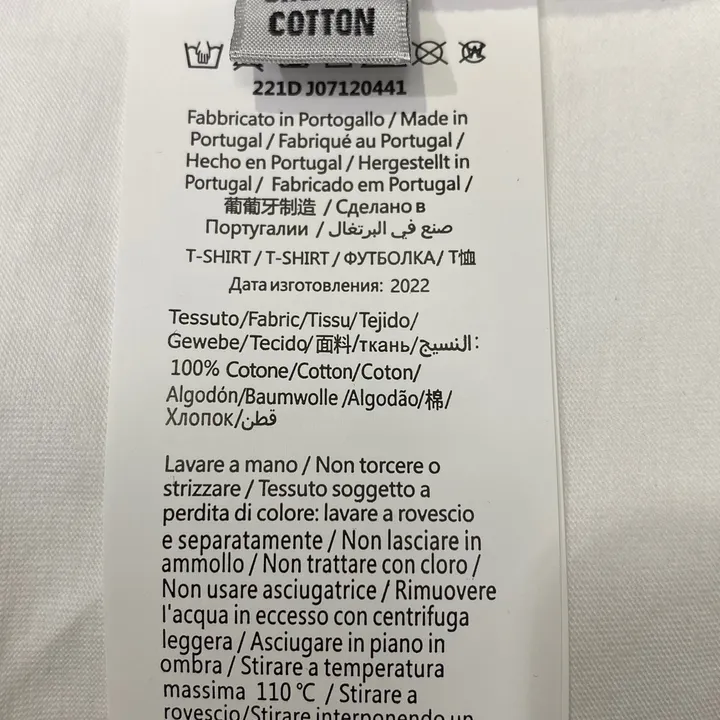 COTTON
221D J07120441
Fabbricato in Portogallo / Made in
Portugal / Fabriqué au Portugal /
Hecho en Portugal / Hergestellt in
Portugal / Fabricado em Portugal /
葡葡牙制造 / Сделано в
Португалии / صنع في البرتغال
T-SHIRT / T-SHIRT / ФУТБОЛКА/ T恤
Дата изготовления: 2022
Tessuto/Fabric/Tissu/Tejido/
Gewebe/Tecido/面料/ткань/النسيج:
100% Cotone/Cotton/Coton/
Algodón/Baumwolle /Algodão/棉/
Хлопок/قطن
Lavare a mano / Non torcere o
strizzare / Tessuto soggetto a
perdita di colore: lavare a rovescio
e separatamente / Non lasciare in
ammollo / Non trattare con cloro /
Non usare asciugatrice / Rimuovere
l'acqua in eccesso con centrifuga
leggera / Asciugare in piano in
ombra / Stirare a temperatura
massima 110 ℃ / Stirare a
rovescio/Stirare interponendo un